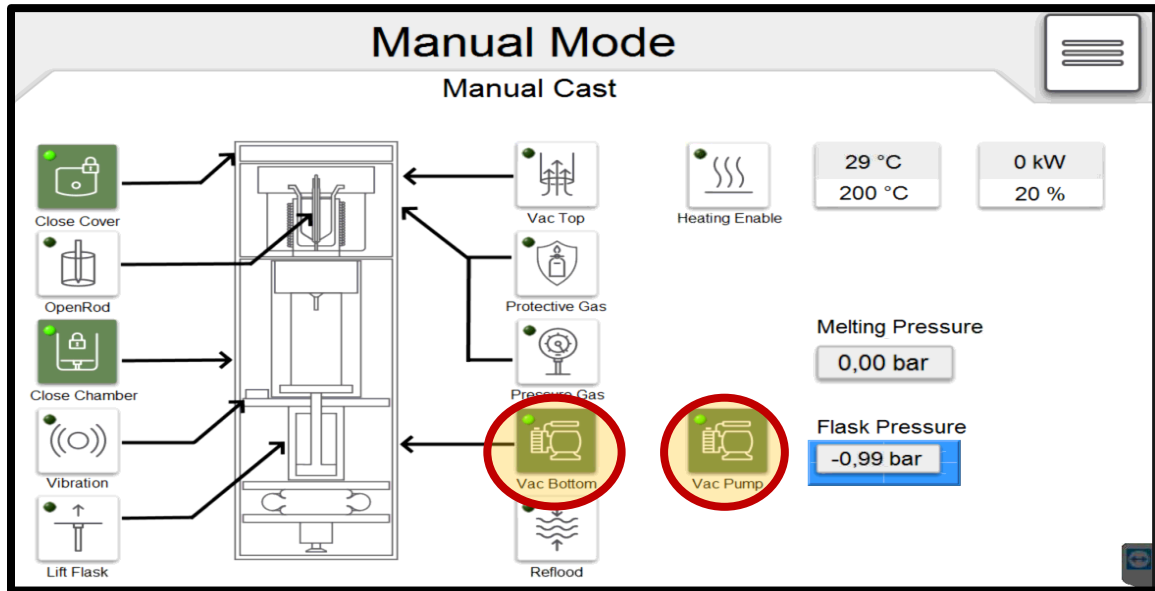 Manual Mode
Manual Cast
Close Cover
OpenRod
Close Chamber
Vibration
Lift Flask
Vac Top
Protective Gas
Pressure Gas
Vac Bottom
Reflood
Heating Enable
Vac Pump
29 °C
200 °C
0 kW
20 %
Melting Pressure
0,00 bar
Flask Pressure
-0,99 bar